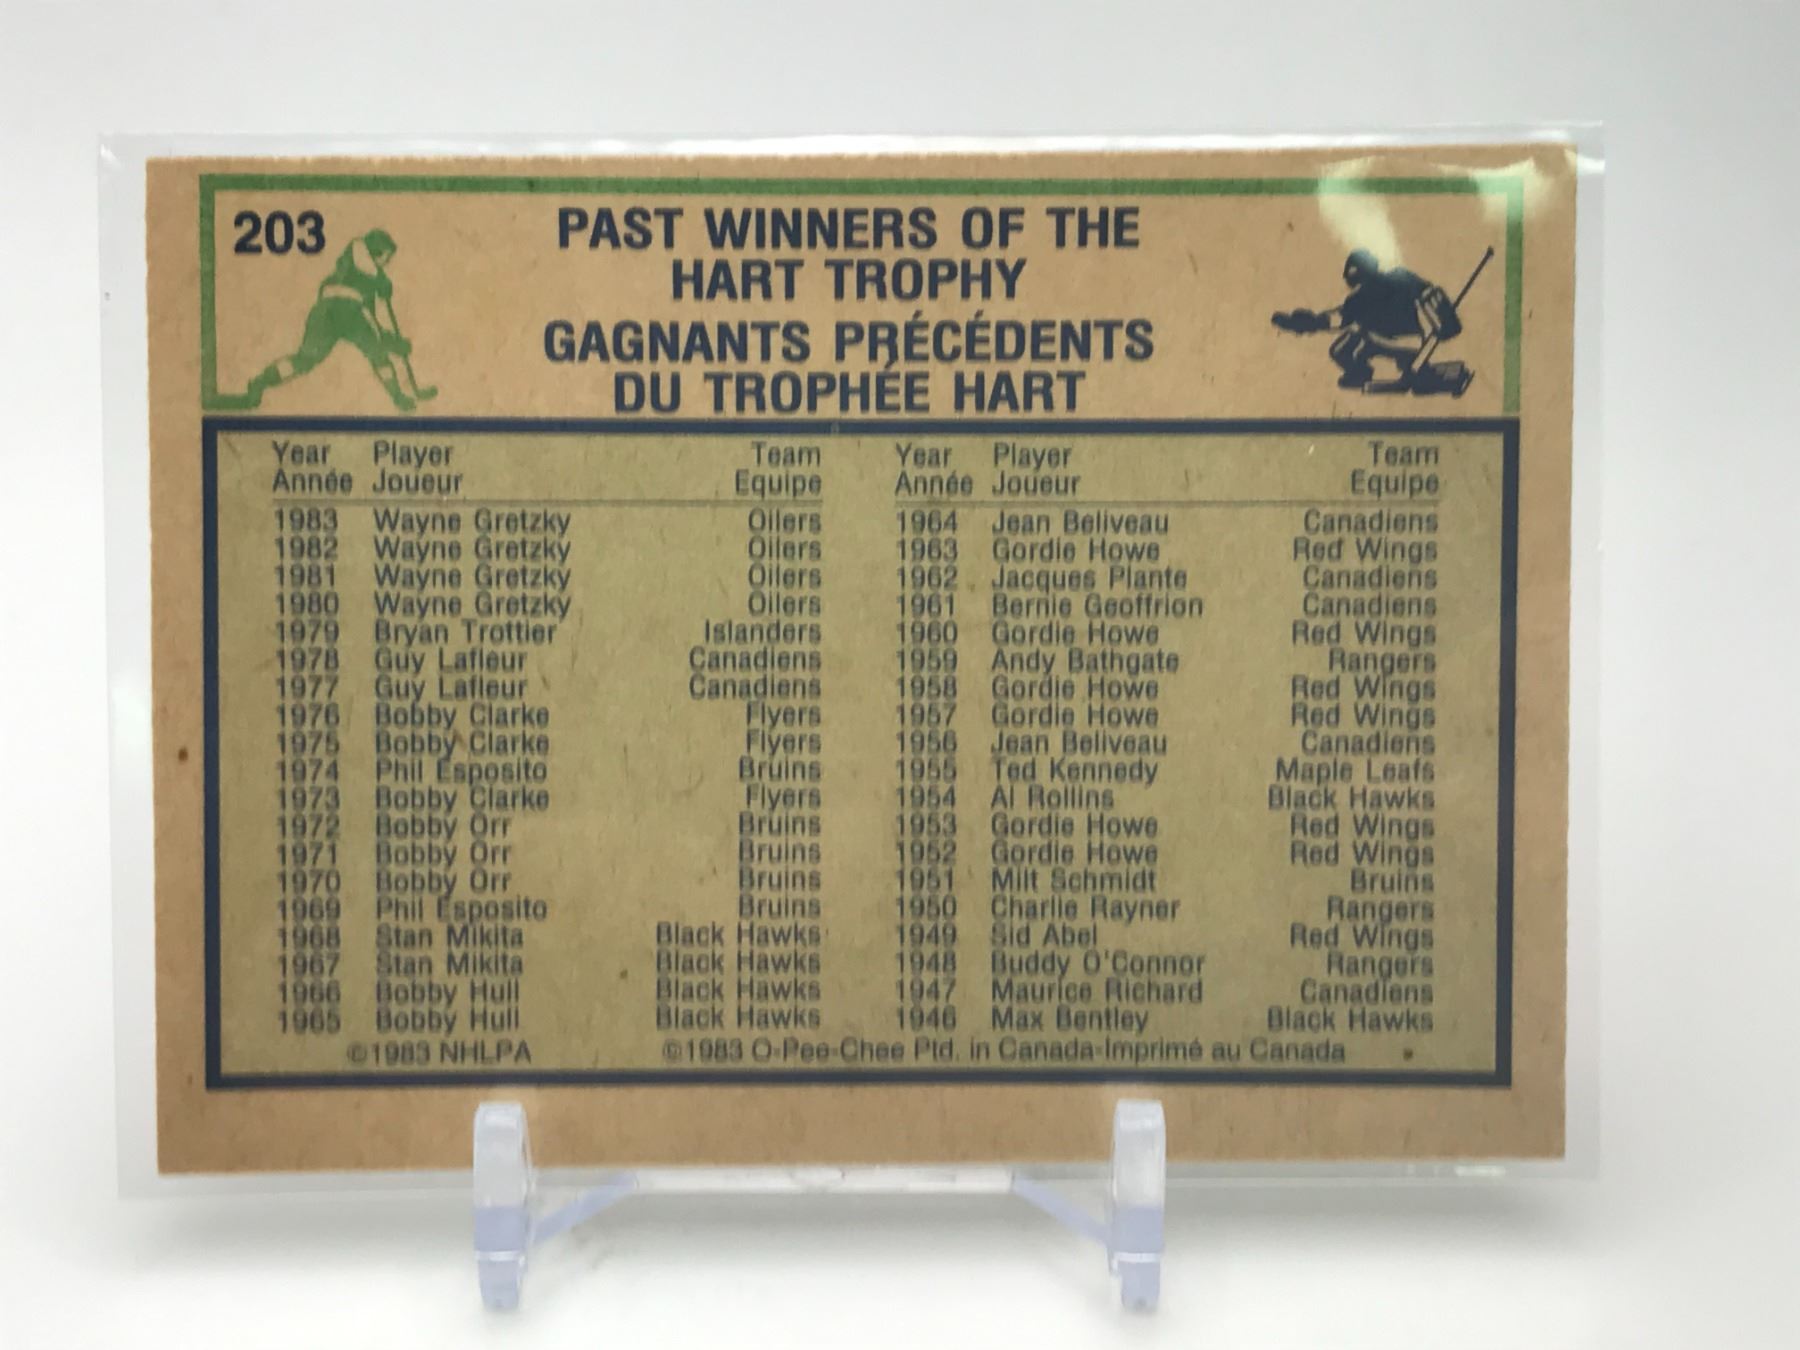 203
PAST WINNERS OF THE
HART TROPHY
GAGNANTS PRÉCÉDENTS
DU TROPHÉE HART
Year Player Team
Année Joueur Equipe
1983 Wayne Gretzky Oilers
1982 Wayne Gretzky Oilers
1981 Wayne Gretzky Oilers
1980 Wayne Gretzky Oilers
1979 Bryan Trottier Islanders
1978 Guy Lafleur Canadiens
1977 Guy Lafleur Canadiens
1976 Bobby Clarke Flyers
1975 Bobby Clarke Flyers
1974 Phil Esposito Bruins
1973 Bobby Clarke Flyers
1972 Bobby Orr Bruins
1971 Bobby Orr Bruins
1970 Bobby Orr Bruins
1969 Phil Esposito Bruins
1968 Stan Mikita Black Hawks
1967 Stan Mikita Black Hawks
1966 Bobby Hull Black Hawks
1965 Bobby Hull Black Hawks
Year Player Team
Année Joueur Equipe
1964 Jean Beliveau Canadiens
1963 Gordie Howe Red Wings
1962 Jacques Plante Canadiens
1961 Bernie Geoffrion Canadiens
1960 Gordie Howe Red Wings
1959 Andy Bathgate Rangers
1958 Gordie Howe Red Wings
1957 Gordie Howe Red Wings
1956 Jean Beliveau Canadiens
1955 Ted Kennedy Maple Leafs
1954 Al Rollins Black Hawks
1953 Gordie Howe Red Wings
1952 Gordie Howe Red Wings
1951 Milt Schmidt Bruins
1950 Charlie Rayner Rangers
1949 Sid Abel Red Wings
1948 Buddy O'Connor Rangers
1947 Maurice Richard Canadiens
1946 Max Bentley Black Hawks
©1983 NHLPA ©1983 O-Pee-Chee Ptd. in Canada-Imprimé au Canada